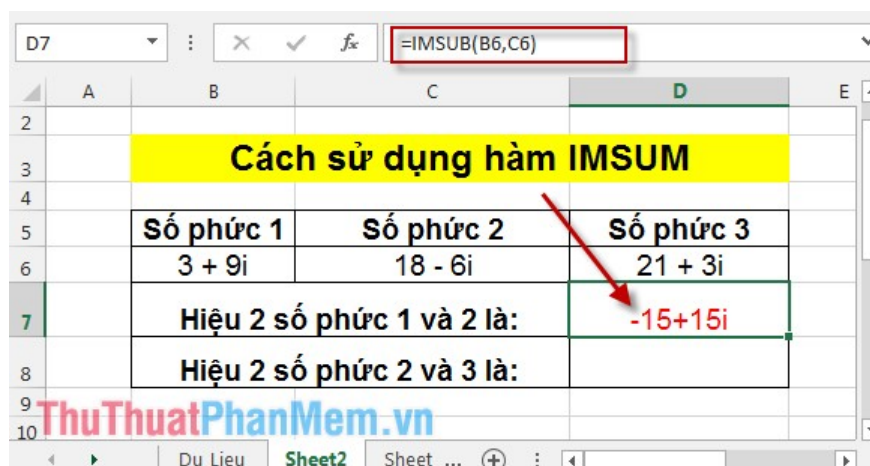 D7 fx =IMSUB(B6,C6)
A B C D E
2
3 Cách sử dụng hàm IMSUM
4
5 Số phức 1 Số phức 2 Số phức 3
6 3 + 9i 18 - 6i 21 + 3i
7 Hiệu 2 số phức 1 và 2 là: -15+15i
8 Hiệu 2 số phức 2 và 3 là:
9
ThuThuatPhanMem.vn
10
Du Lieu Sheet2 Sheet ...